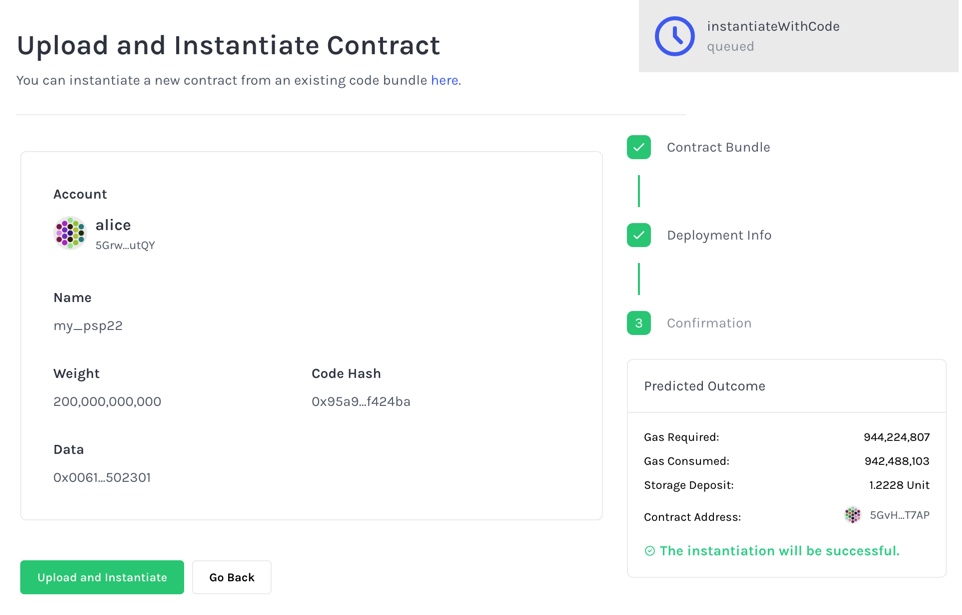 Upload and Instantiate Contract
You can instantiate a new contract from an existing code bundle here.
instantiateWithCode
queued
Account
alice
5Grw...utQY
Name
my_psp22
Weight
200,000,000,000
Code Hash
0x95a9...f424ba
Data
0x0061...502301
Upload and Instantiate
Go Back
Contract Bundle
Deployment Info
3 Confirmation
Predicted Outcome
Gas Required: 944,224,807
Gas Consumed: 942,488,103
Storage Deposit: 1.2228 Unit
Contract Address: 5GvH...T7AP
The instantiation will be successful.